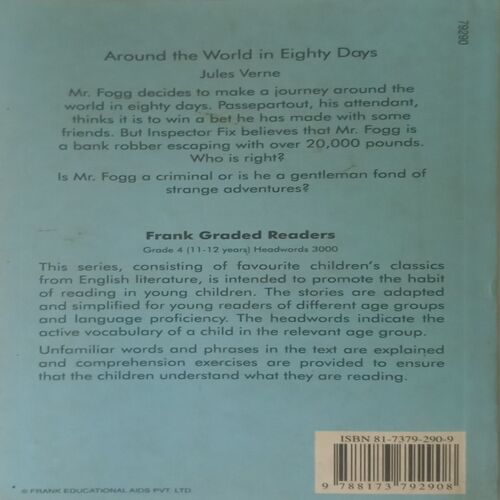 79290
Around the World in Eighty Days
Jules Verne
Mr. Fogg decides to make a journey around the
world in eighty days. Passepartout, his attendant,
thinks it is to win a bet he has made with some
friends. But Inspector Fix believes that Mr. Fogg is
a bank robber escaping with over 20,000 pounds.
Who is right?
Is Mr. Fogg a criminal or is he a gentleman fond of
strange adventures?
Frank Graded Readers
Grade 4 (11-12 years) Headwords 3000
This series, consisting of favourite children's classics
from English literature, is intended to promote the habit
of reading in young children. The stories are adapted
and simplified for young readers of different age groups
and language proficiency. The headwords indicate the
active vocabulary of a child in the relevant age group.
Unfamiliar words and phrases in the text are explained
and comprehension exercises are provided to ensure
that the children understand what they are reading.
ISBN 81-7379-290-9
9 788173 792908
© FRANK EDUCATIONAL AIDS PVT. LTD.